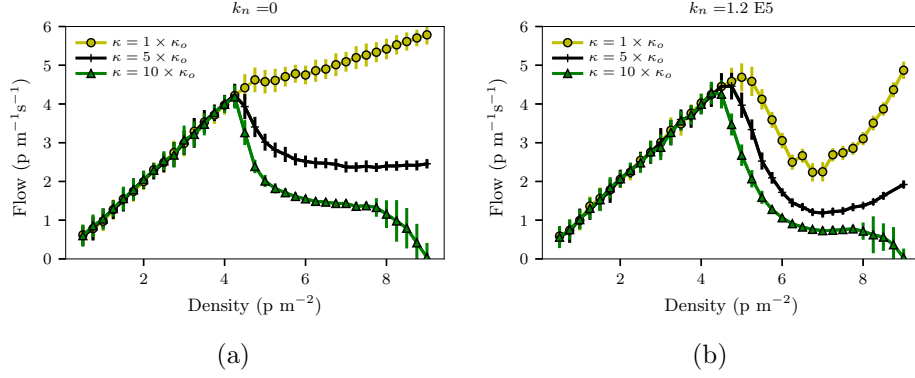 k_n =0
6
5
4
3
2
1
0
Flow (p m⁻¹s⁻¹)
κ = 1 × κ_o
κ = 5 × κ_o
κ = 10 × κ_o
2 4 6 8
Density (p m⁻²)
(a)
k_n =1.2 E5
6
5
4
3
2
1
0
Flow (p m⁻¹s⁻¹)
κ = 1 × κ_o
κ = 5 × κ_o
κ = 10 × κ_o
2 4 6 8
Density (p m⁻²)
(b)